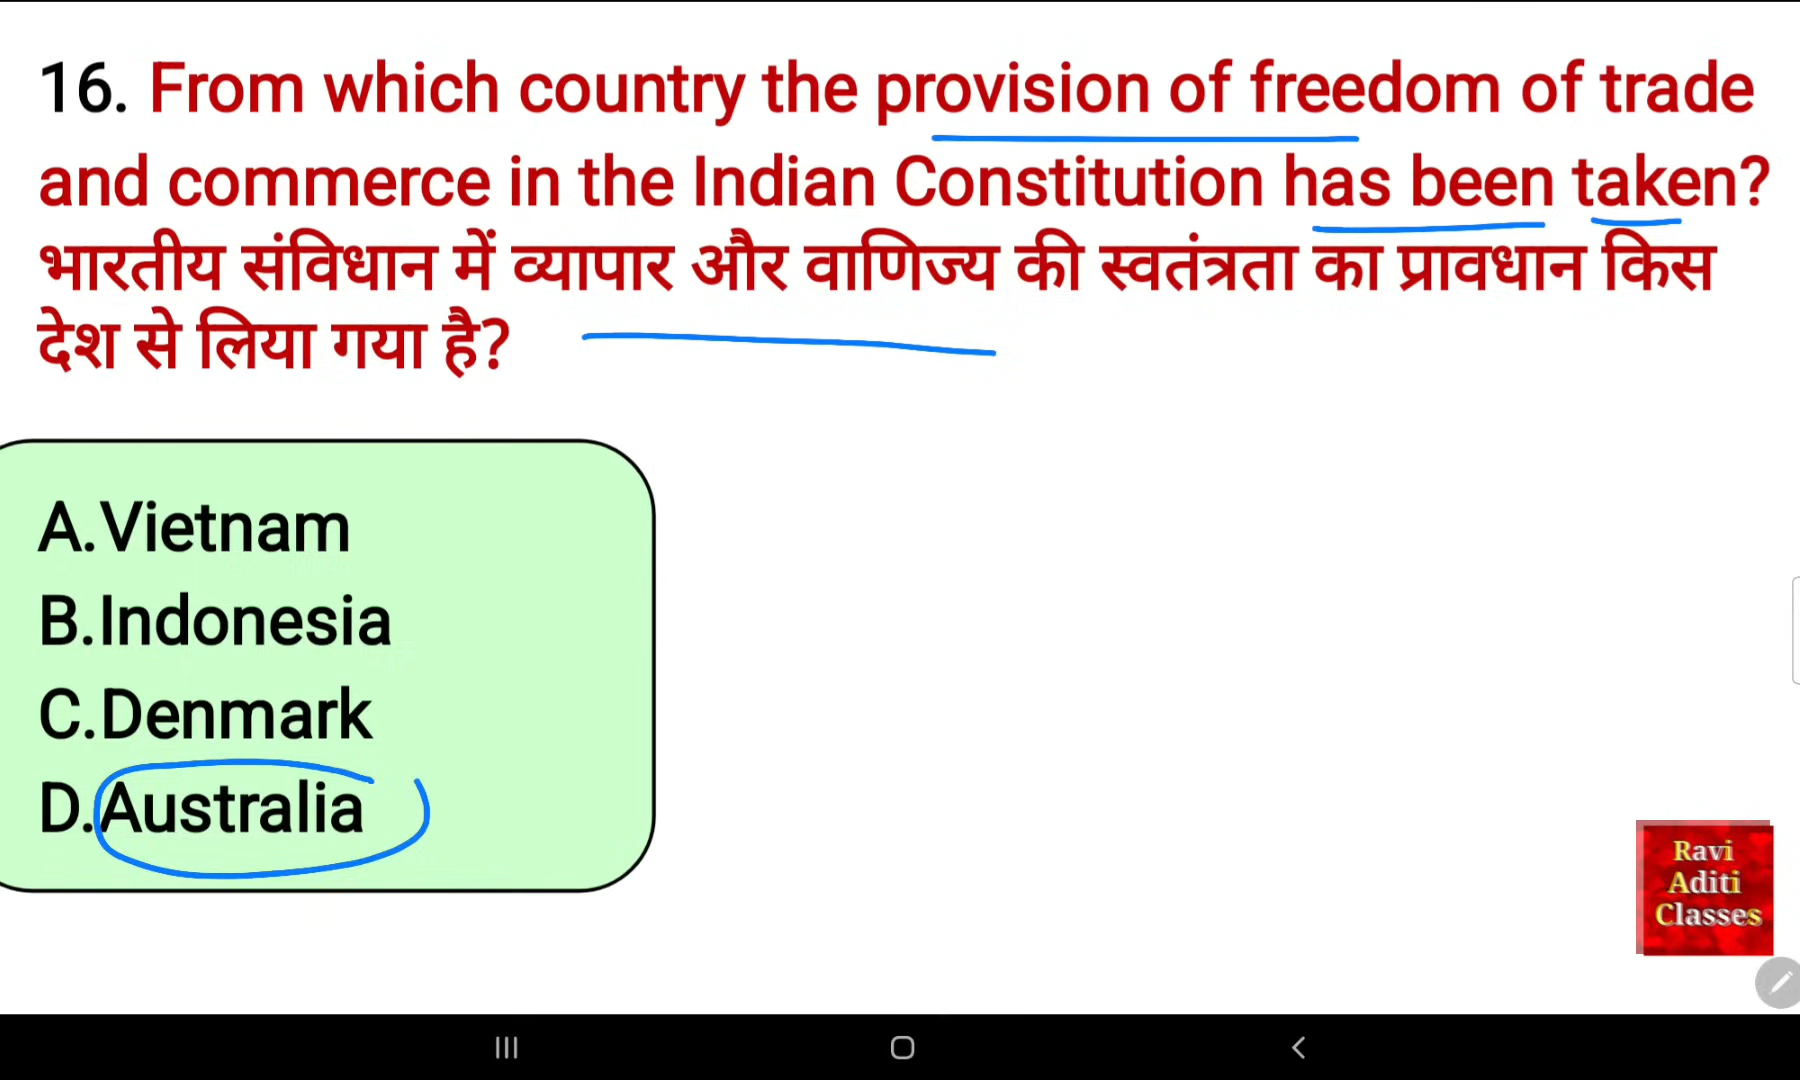 16. From which country the provision of freedom of trade
and commerce in the Indian Constitution has been taken?
भारतीय संविधान में व्यापार और वाणिज्य की स्वतंत्रता का प्रावधान किस
देश से लिया गया है?
A.Vietnam
B.Indonesia
C.Denmark
D.Australia
Ravi
Aditi
Classes